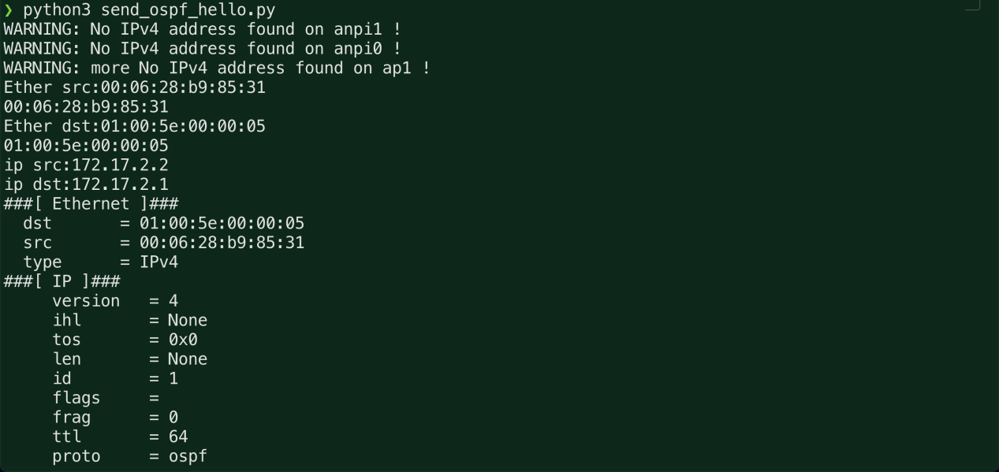 ❯ python3 send_ospf_hello.py
WARNING: No IPv4 address found on anpi1 !
WARNING: No IPv4 address found on anpi0 !
WARNING: more No IPv4 address found on ap1 !
Ether src:00:06:28:b9:85:31
00:06:28:b9:85:31
Ether dst:01:00:5e:00:00:05
01:00:5e:00:00:05
ip src:172.17.2.2
ip dst:172.17.2.1
###[ Ethernet ]###
  dst       = 01:00:5e:00:00:05
  src       = 00:06:28:b9:85:31
  type      = IPv4
###[ IP ]###
     version   = 4
     ihl       = None
     tos       = 0x0
     len       = None
     id        = 1
     flags     =
     frag      = 0
     ttl       = 64
     proto     = ospf